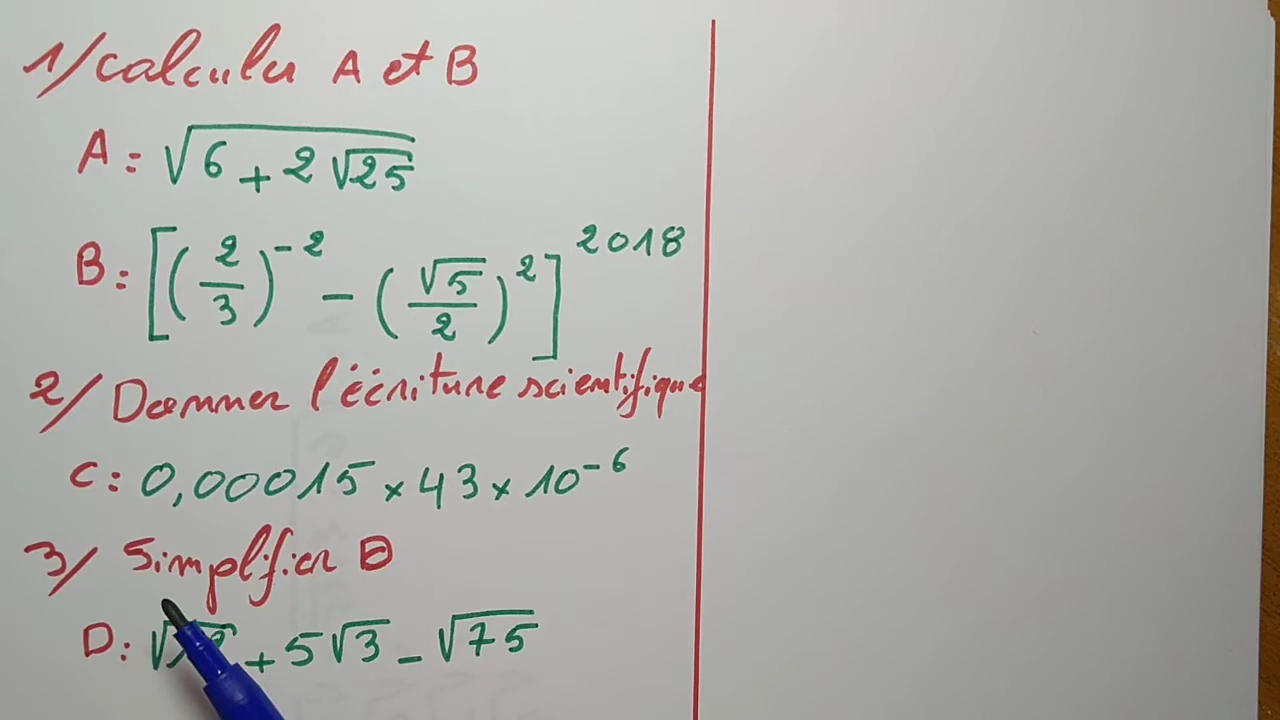 1/ calculer A et B
A = √(6 + 2√25)
B = [(2/3)^-2 - (√5/2)^2]^2018
2/ Donner l'écriture scientifique
C = 0,00015 × 43 × 10^-6
3/ Simplifier D
D = + 5√3 - √75